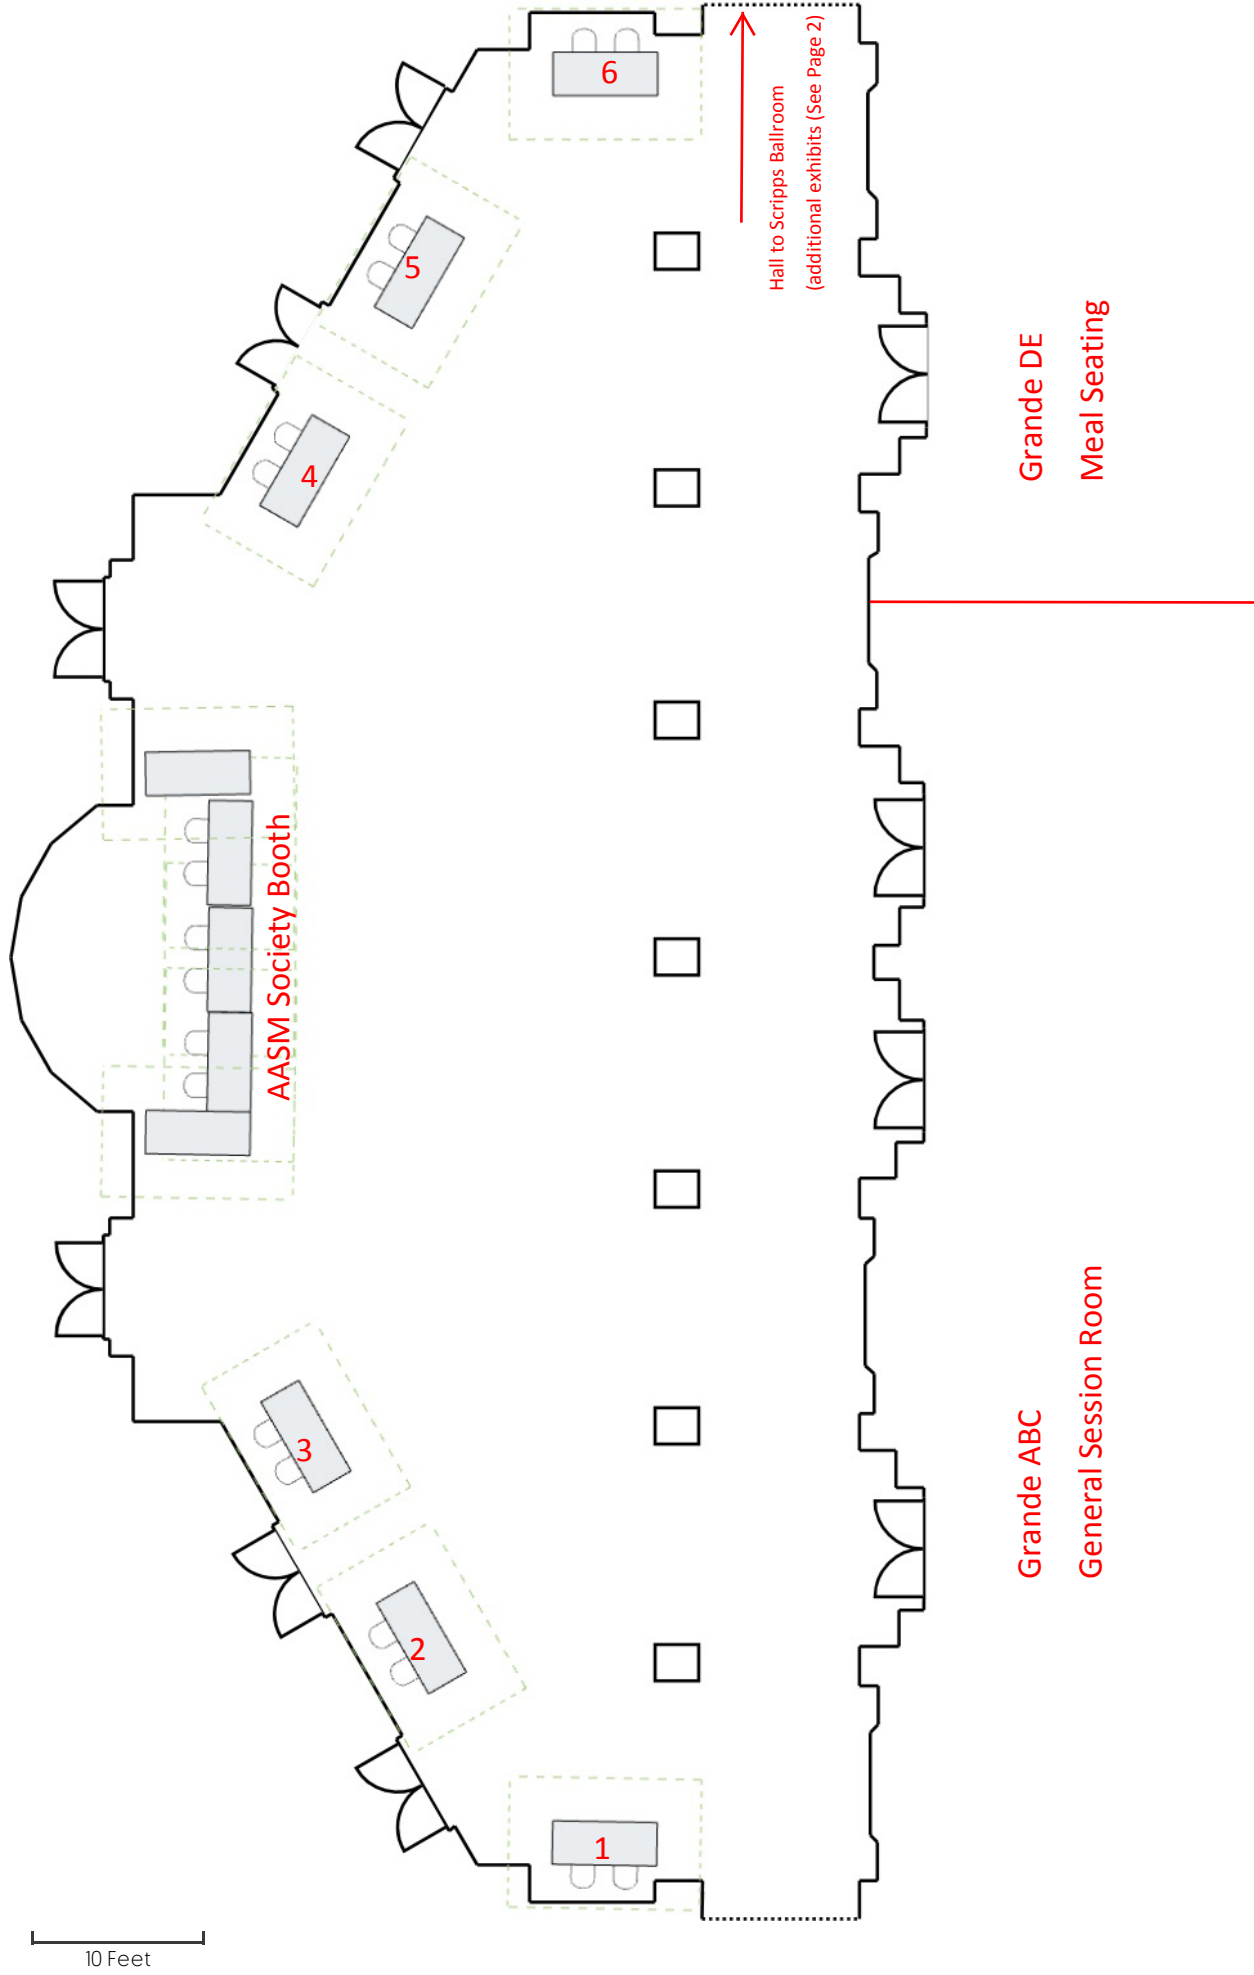 6
Hall to Scripps Ballroom
(additional exhibits (See Page 2)
5
4
Grande DE
Meal Seating
AASM Society Booth
3
2
Grande ABC
General Session Room
1
10 Feet